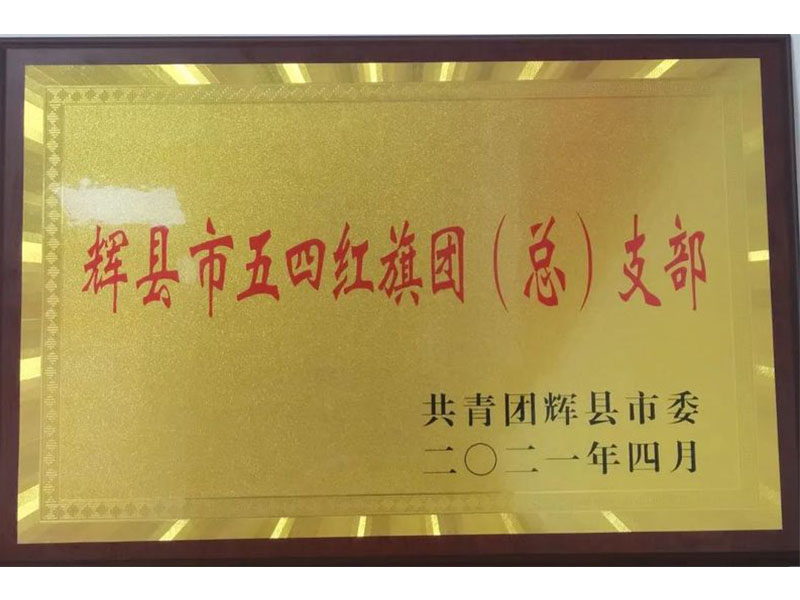 辉县市五四红旗团（总）支部
共青团辉县市委
二〇二一年四月